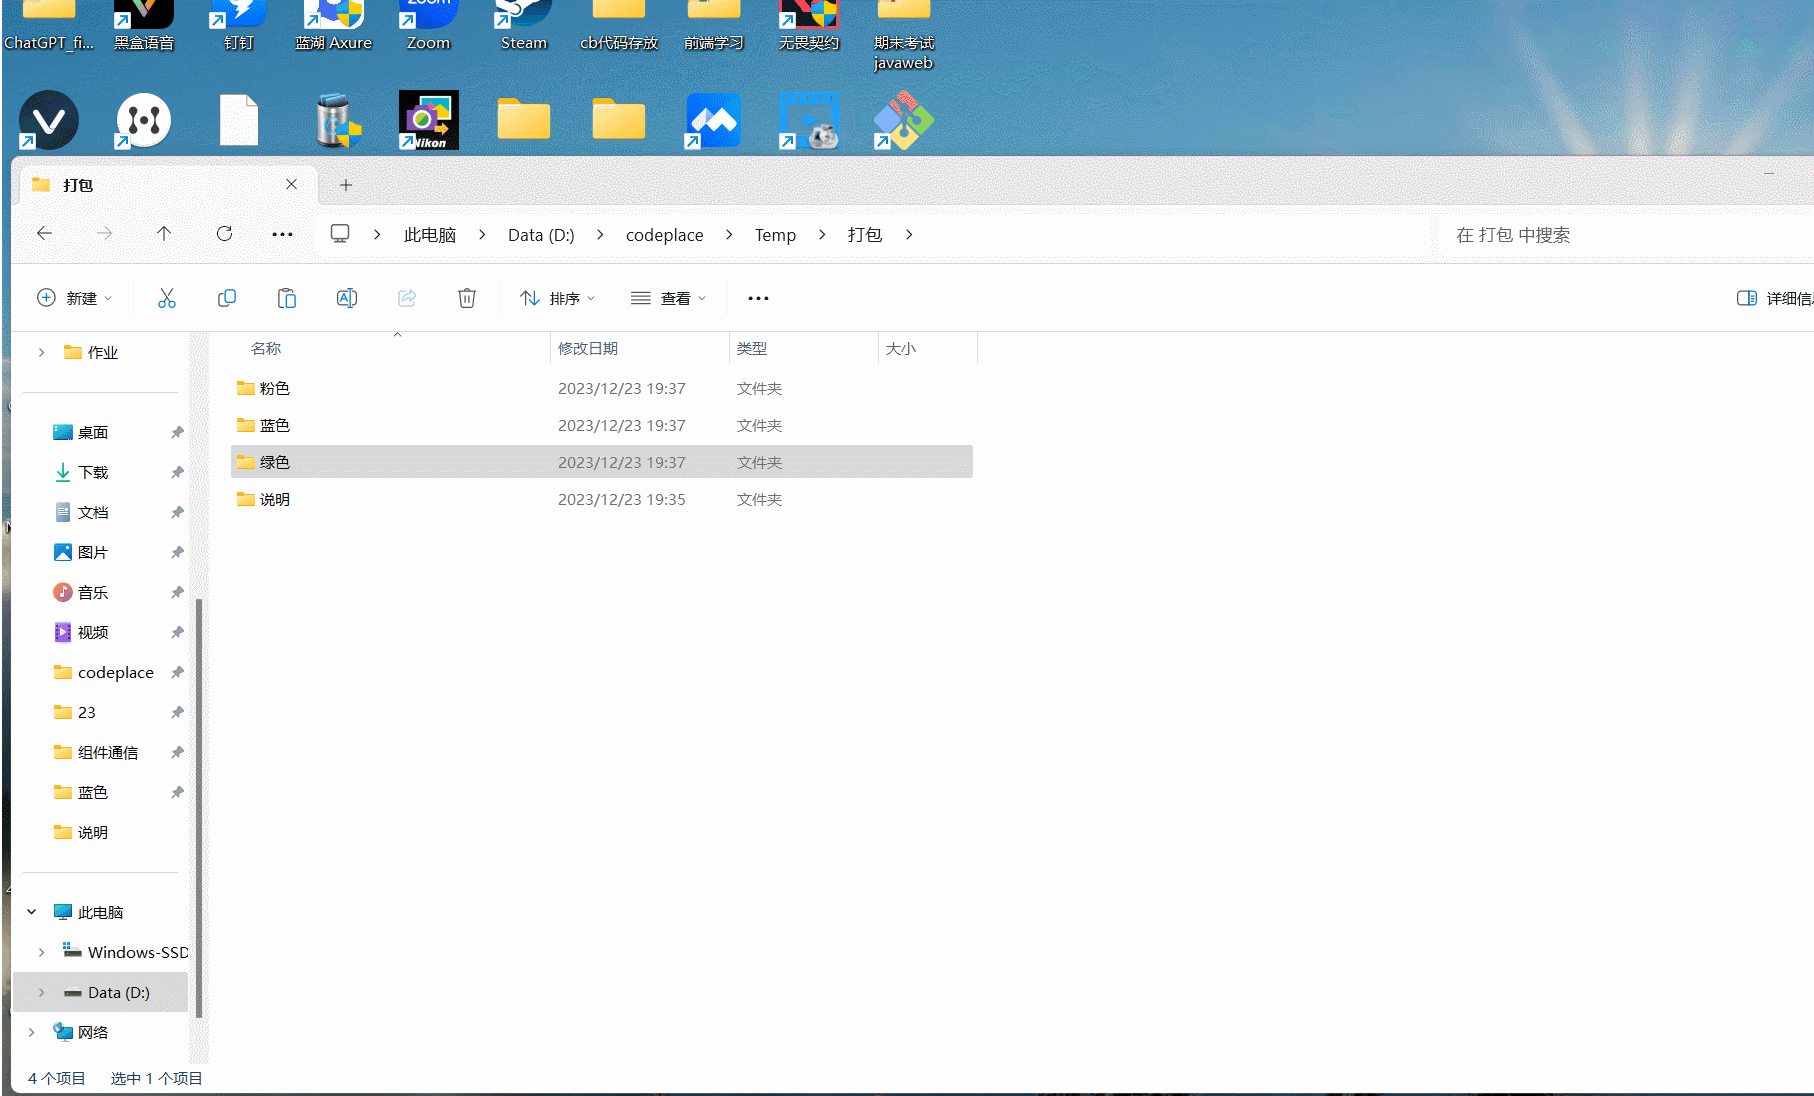 ChatGPT_fi...
黑盒语音
钉钉
蓝湖 Axure
Zoom
Steam
cb代码存放
前端学习
无畏契约
期末考试
javaweb
Nikon
打包
此电脑
Data (D:)
codeplace
Temp
打包
在 打包 中搜索
新建
排序
查看
详细信
作业
名称
修改日期
类型
大小
粉色 2023/12/23 19:37 文件夹
蓝色 2023/12/23 19:37 文件夹
绿色 2023/12/23 19:37 文件夹
说明 2023/12/23 19:35 文件夹
桌面
下载
文档
图片
音乐
视频
codeplace
23
组件通信
蓝色
说明
此电脑
Windows-SSD
Data (D:)
网络
4 个项目 选中 1 个项目